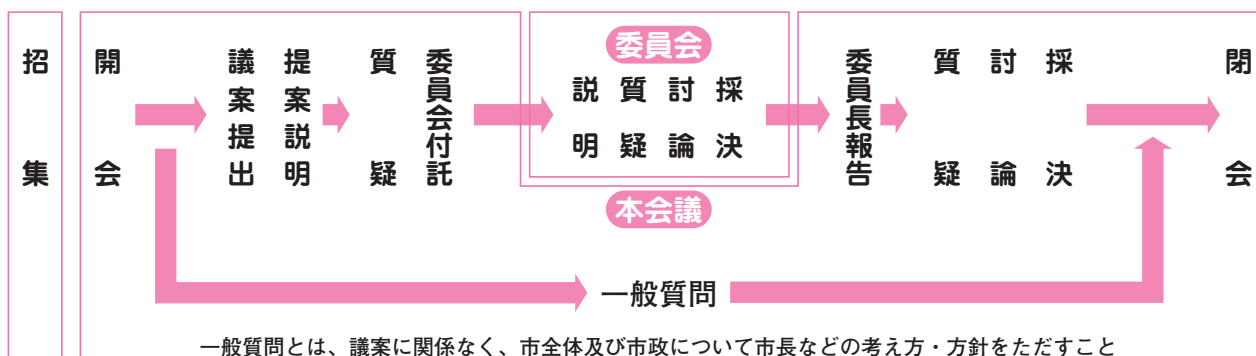 招集
開会
議案提出
提案説明
質疑
委員会付託
委員会
説明
質疑
討論
採決
委員長報告
質疑
討論
採決
閉会
本会議
一般質問
一般質問とは、議案に関係なく、市全体及び市政について市長などの考え方・方針をただすこと